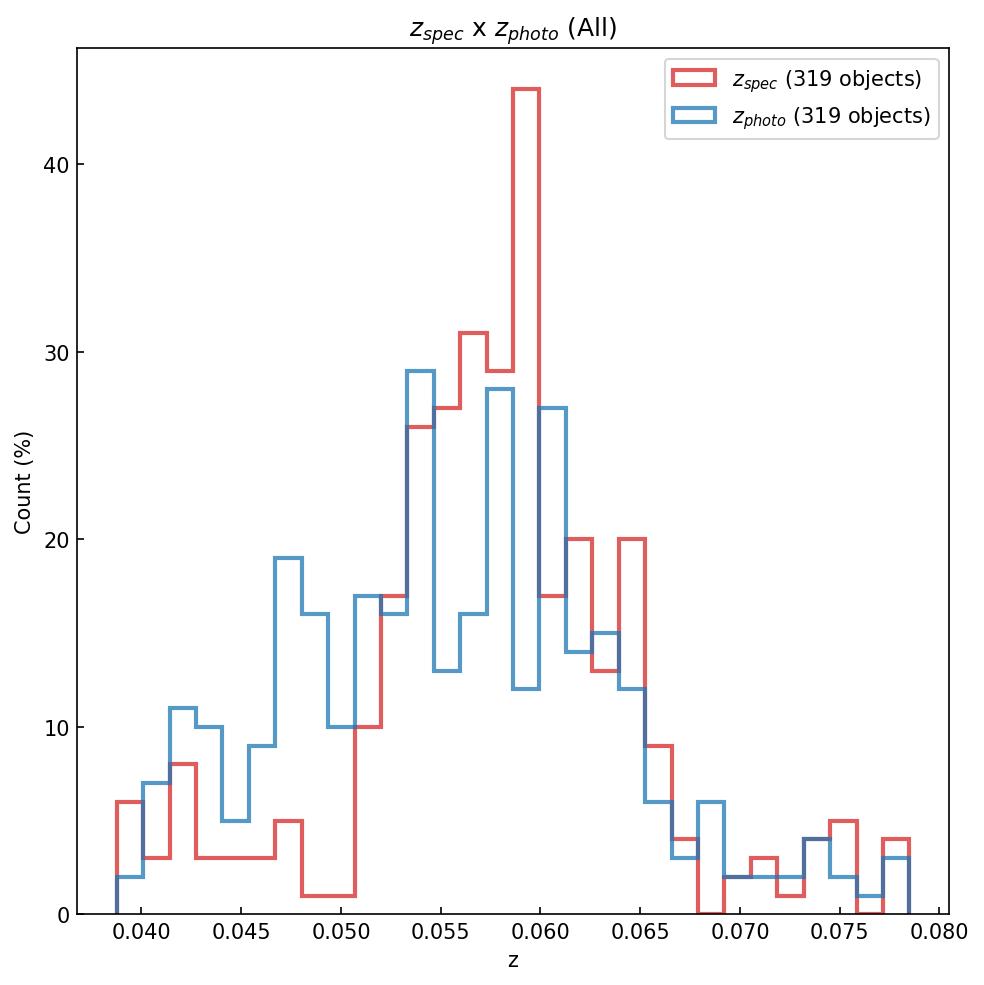 z_spec x z_photo (All)
z_spec (319 objects)
z_photo (319 objects)
Count (%)
40
30
20
10
0
0.040 0.045 0.050 0.055 0.060 0.065 0.070 0.075 0.080
z